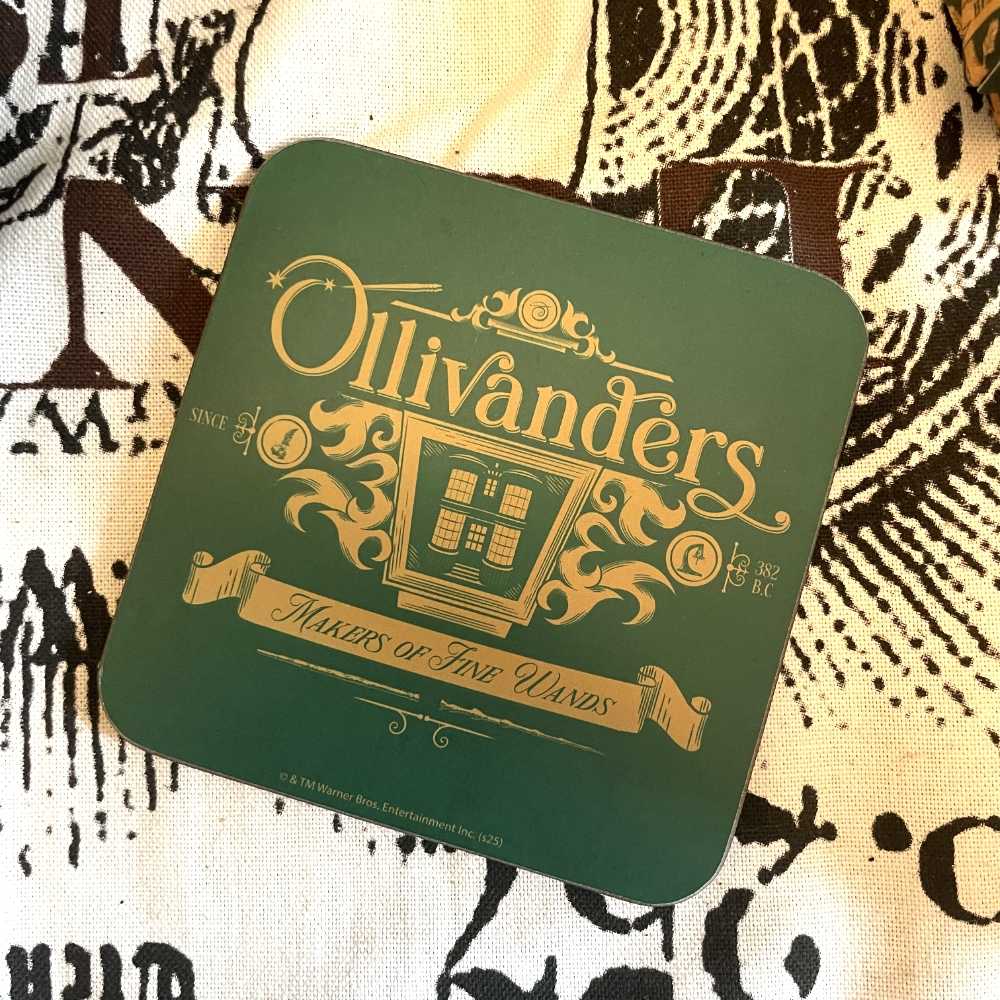 Ollivanders
SINCE
382
B.C
MAKERS OF FINE WANDS
© & TM Warner Bros. Entertainment Inc. (s25)